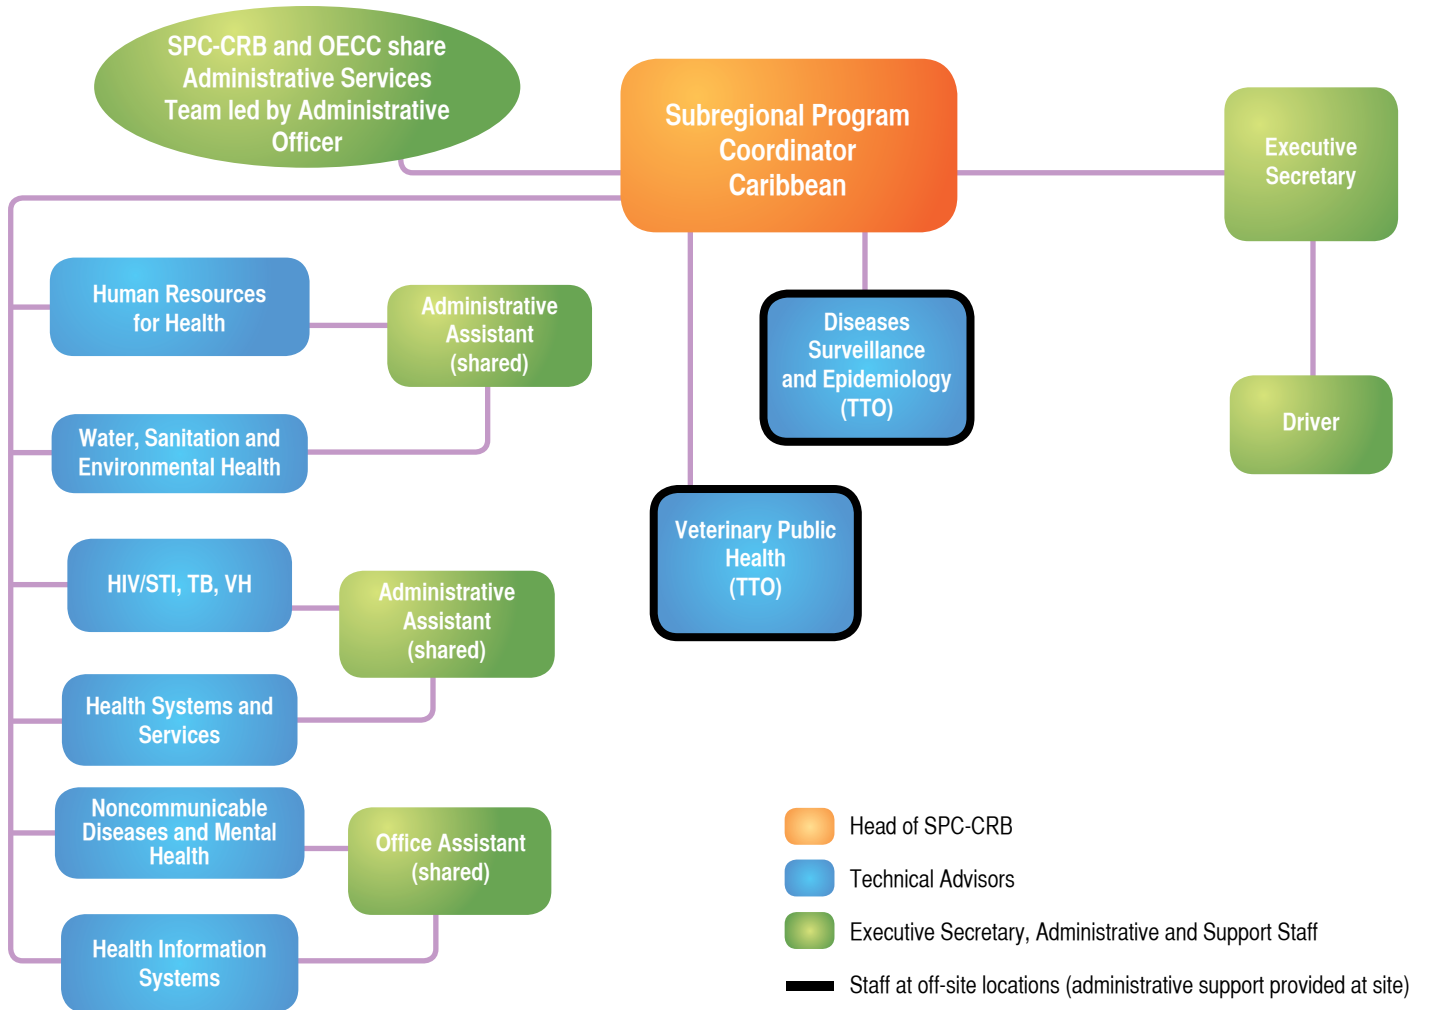 SPC-CRB and OECC share
Administrative Services
Team led by Administrative
Officer
Subregional Program
Coordinator
Caribbean
Executive
Secretary
Human Resources
for Health
Administrative
Assistant
(shared)
Diseases
Surveillance
and Epidemiology
(TTO)
Driver
Water, Sanitation and
Environmental Health
Veterinary Public
Health
(TTO)
HIV/STI, TB, VH
Administrative
Assistant
(shared)
Health Systems and
Services
Noncommunicable
Diseases and Mental
Health
Office Assistant
(shared)
Health Information
Systems
Head of SPC-CRB
Technical Advisors
Executive Secretary, Administrative and Support Staff
Staff at off-site locations (administrative support provided at site)